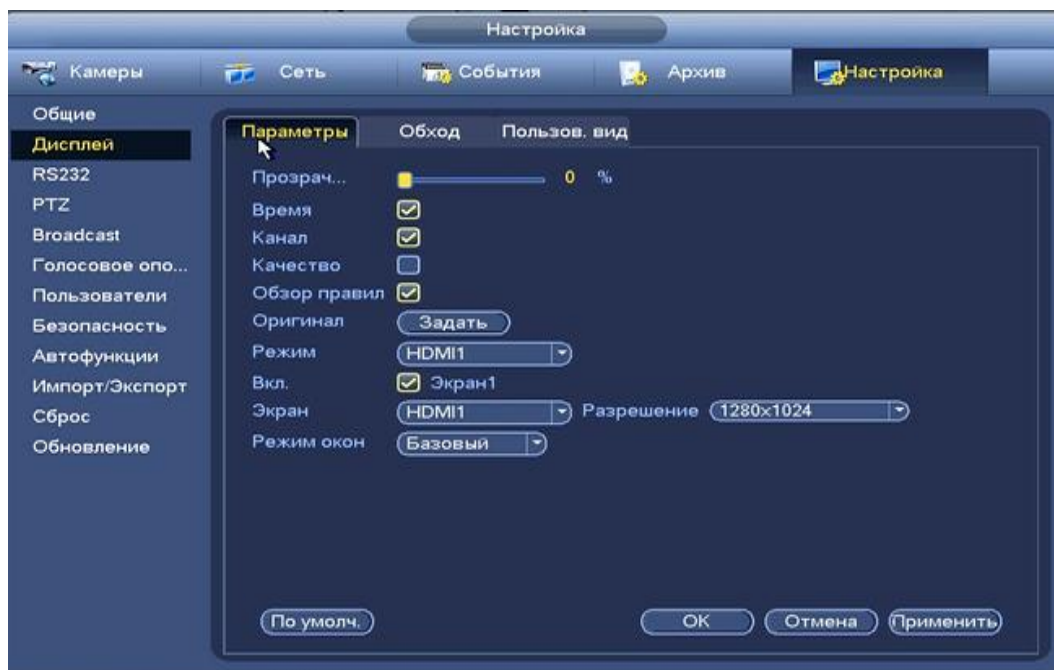 Настройка
Камеры Сеть События Архив Настройка
Общие
Дисплей
RS232
PTZ
Broadcast
Голосовое опо...
Пользователи
Безопасность
Автофункции
Импорт/Экспорт
Сброс
Обновление
Параметры Обход Пользов. вид
Прозрач... 0 %
Время
Канал
Качество
Обзор правил
Оригинал Задать
Режим HDMI1
Вкл. Экран1
Экран HDMI1 Разрешение 1280x1024
Режим окон Базовый
По умолч. OK Отмена Применить